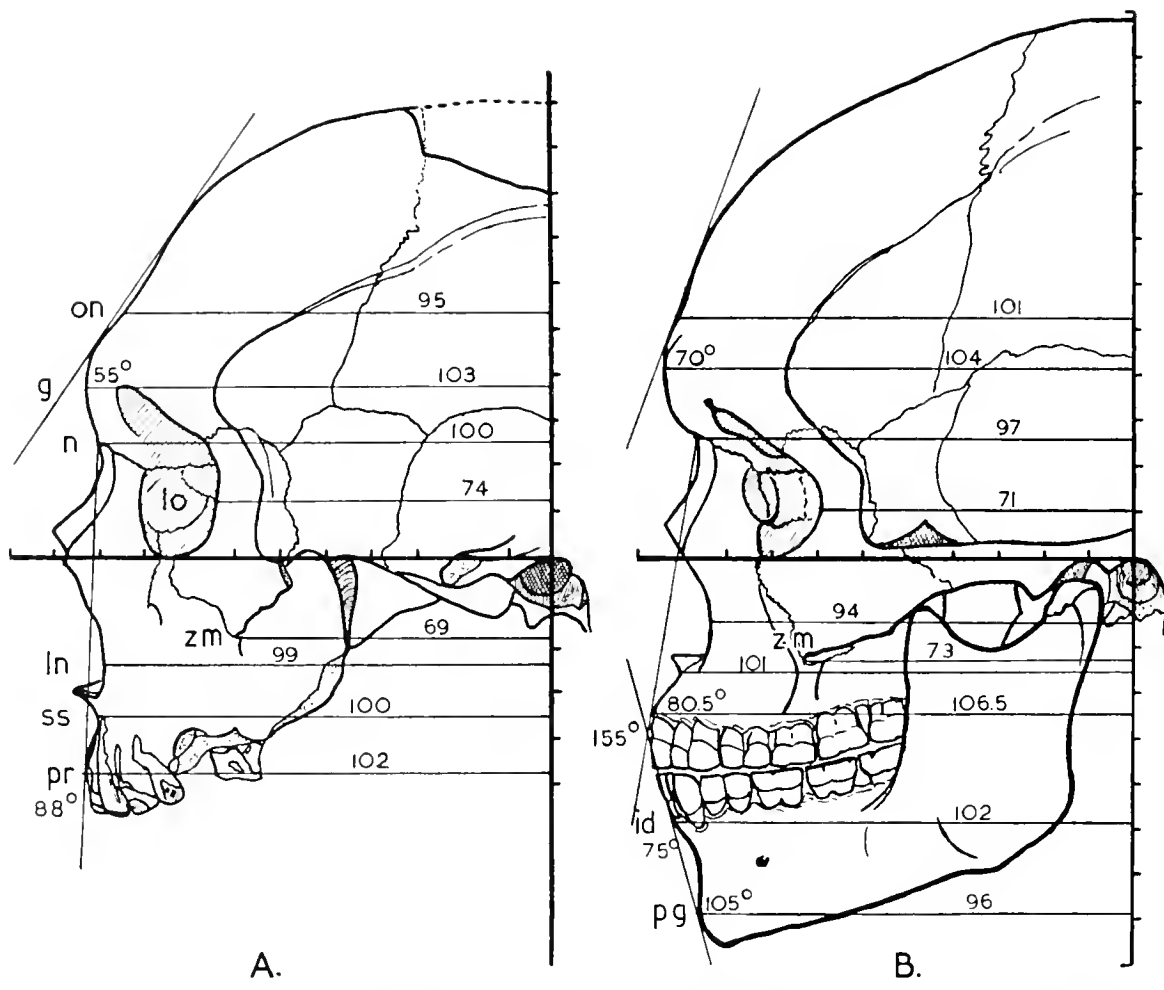 on 95
g 55° 103
n 100
lo 74
zm 69
ln 99
ss 100
pr 102
88°
A.
101
70° 104
97
71
94
zm 73
101
80.5° 106.5
155°
id 102
75°
pg 105° 96
B.